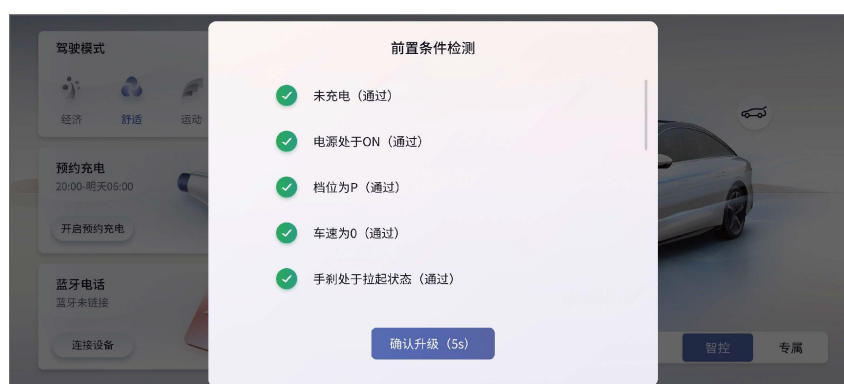 驾驶模式
经济
舒适
运动
预约充电
20:00-明天06:00
开启预约充电
蓝牙电话
蓝牙未链接
连接设备
前置条件检测
未充电（通过）
电源处于ON（通过）
档位为P（通过）
车速为0（通过）
手刹处于拉起状态（通过）
确认升级（5s）
智控
专属